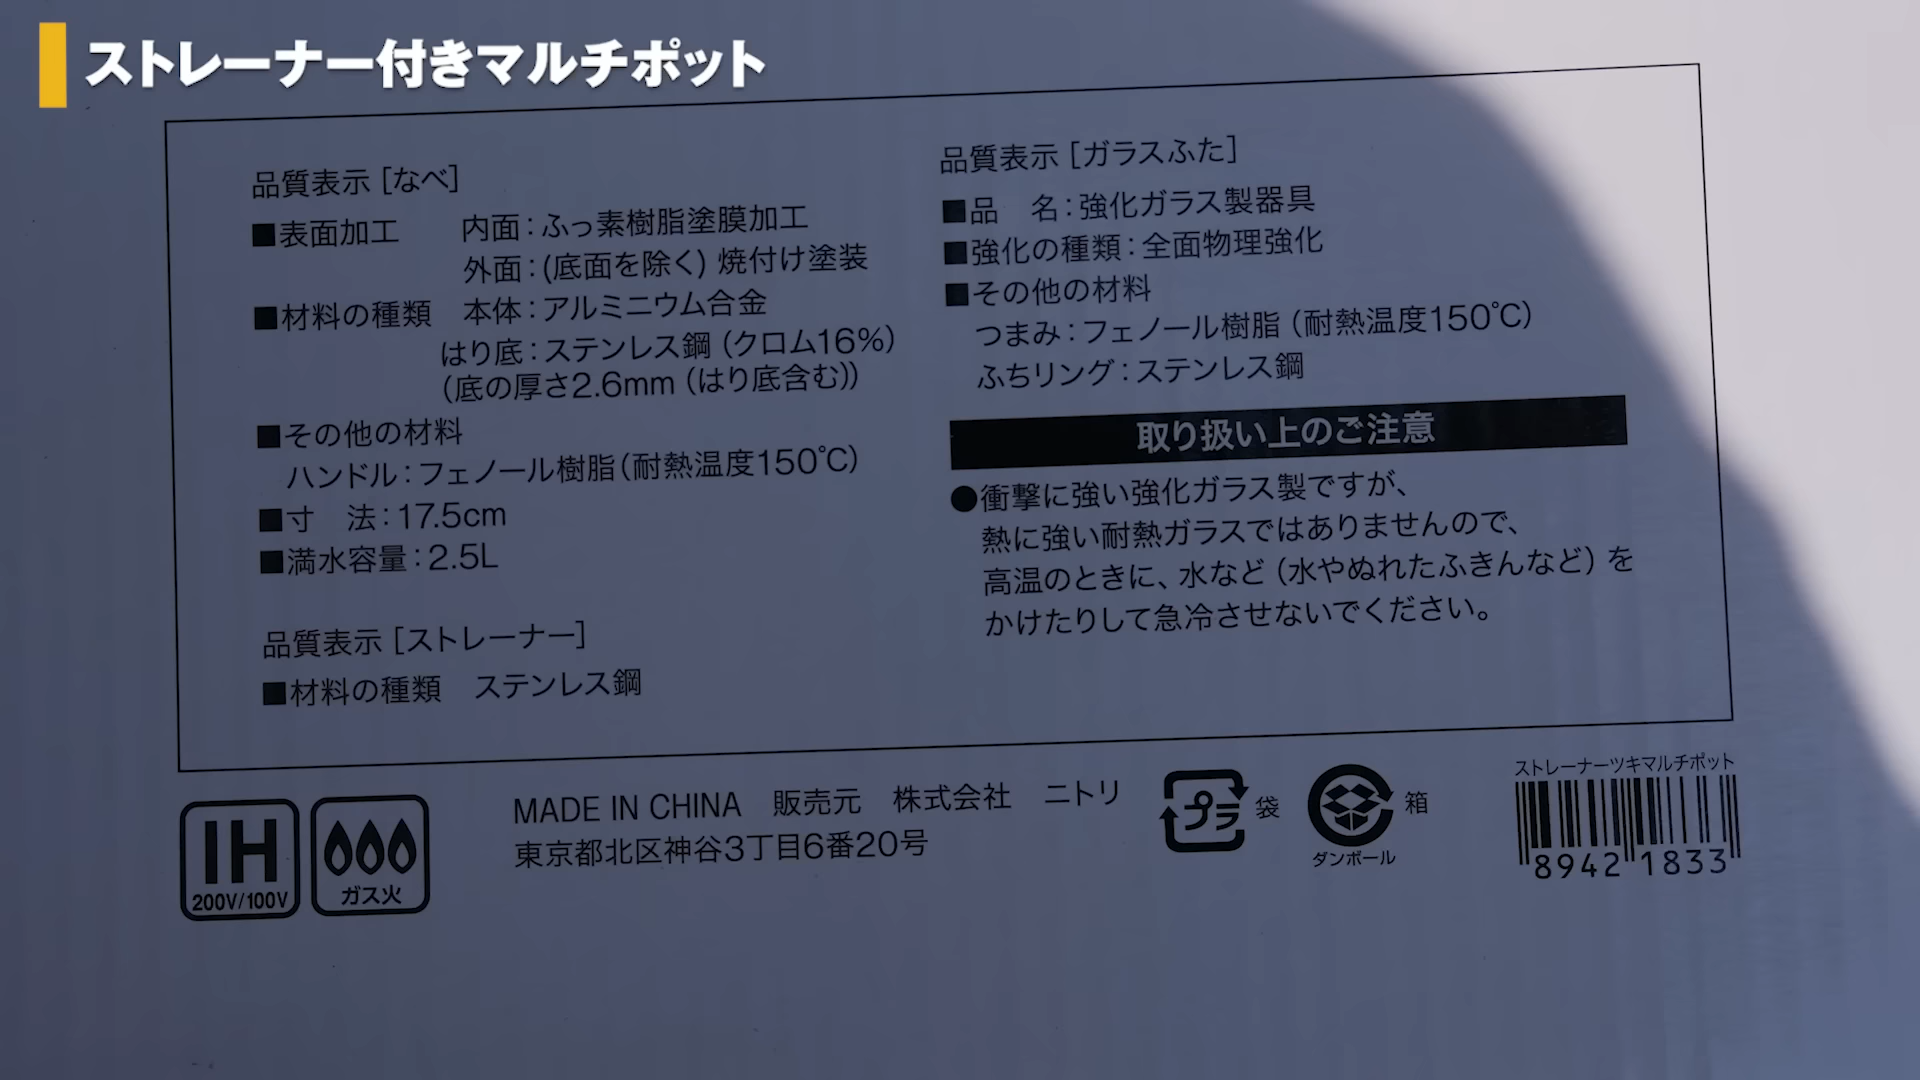 ストレーナー付きマルチポット
品質表示［なべ］
■表面加工　内面：ふっ素樹脂塗膜加工
外面：(底面を除く) 焼付け塗装
■材料の種類　本体：アルミニウム合金
はり底：ステンレス鋼（クロム16%）
（底の厚さ2.6mm（はり底含む））
■その他の材料
ハンドル：フェノール樹脂（耐熱温度150℃）
■寸　法：17.5cm
■満水容量：2.5L
品質表示［ストレーナー］
■材料の種類　ステンレス鋼
品質表示［ガラスふた］
■品　名：強化ガラス製器具
■強化の種類：全面物理強化
■その他の材料
つまみ：フェノール樹脂（耐熱温度150℃）
ふちリング：ステンレス鋼
取り扱い上のご注意
●衝撃に強い強化ガラス製ですが、
熱に強い耐熱ガラスではありませんので、
高温のときに、水など（水やぬれたふきんなど）を
かけたりして急冷させないでください。
IH
200V/100V
ガス火
MADE IN CHINA　販売元　株式会社　ニトリ
東京都北区神谷3丁目6番20号
プラ 袋
箱
ダンボール
ストレーナーツキマルチポット
8942 1833